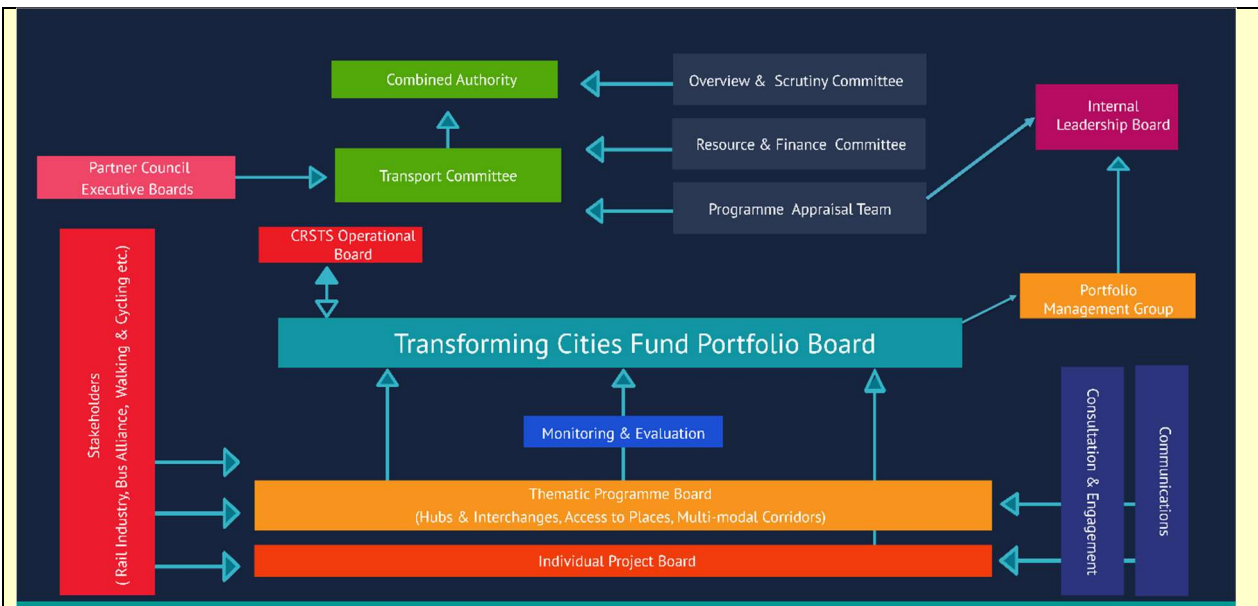 Combined Authority
Overview & Scrutiny Committee
Internal
Leadership Board
Resource & Finance Committee
Partner Council
Executive Boards
Transport Committee
Programme Appraisal Team
CRSTS Operational
Board
Stakeholders
( Rail Industry, Bus Alliance, Walking & Cycling etc.)
Portfolio
Management Group
Transforming Cities Fund Portfolio Board
Monitoring & Evaluation
Consultation & Engagement
Communications
Thematic Programme Board
(Hubs & Interchanges, Access to Places, Multi-modal Corridors)
Individual Project Board